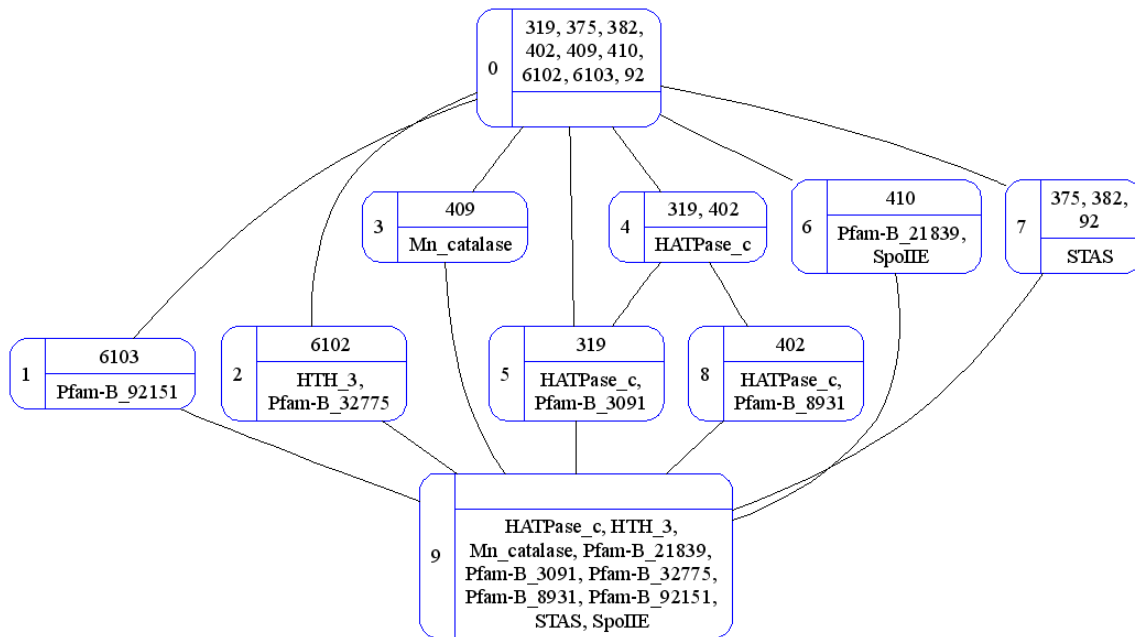 0
319, 375, 382,
402, 409, 410,
6102, 6103, 92
3
409
Mn_catalase
4
319, 402
HATPase_c
6
410
Pfam-B_21839,
SpoIIE
7
375, 382,
92
STAS
1
6103
Pfam-B_92151
2
6102
HTH_3,
Pfam-B_32775
5
319
HATPase_c,
Pfam-B_3091
8
402
HATPase_c,
Pfam-B_8931
9
HATPase_c, HTH_3,
Mn_catalase, Pfam-B_21839,
Pfam-B_3091, Pfam-B_32775,
Pfam-B_8931, Pfam-B_92151,
STAS, SpoIIE